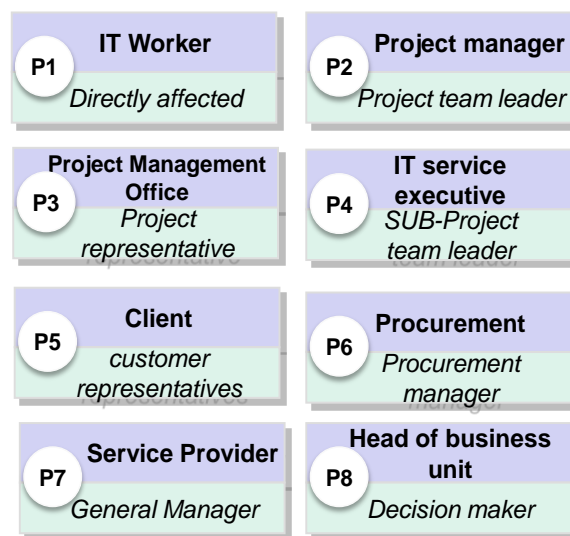 IT Worker
P1
Directly affected
Project manager
P2
Project team leader
Project Management
Office
P3
Project
representative
IT service
executive
P4
SUB-Project
team leader
Client
P5
customer
representatives
Procurement
P6
Procurement
manager
Service Provider
P7
General Manager
Head of business
unit
P8
Decision maker